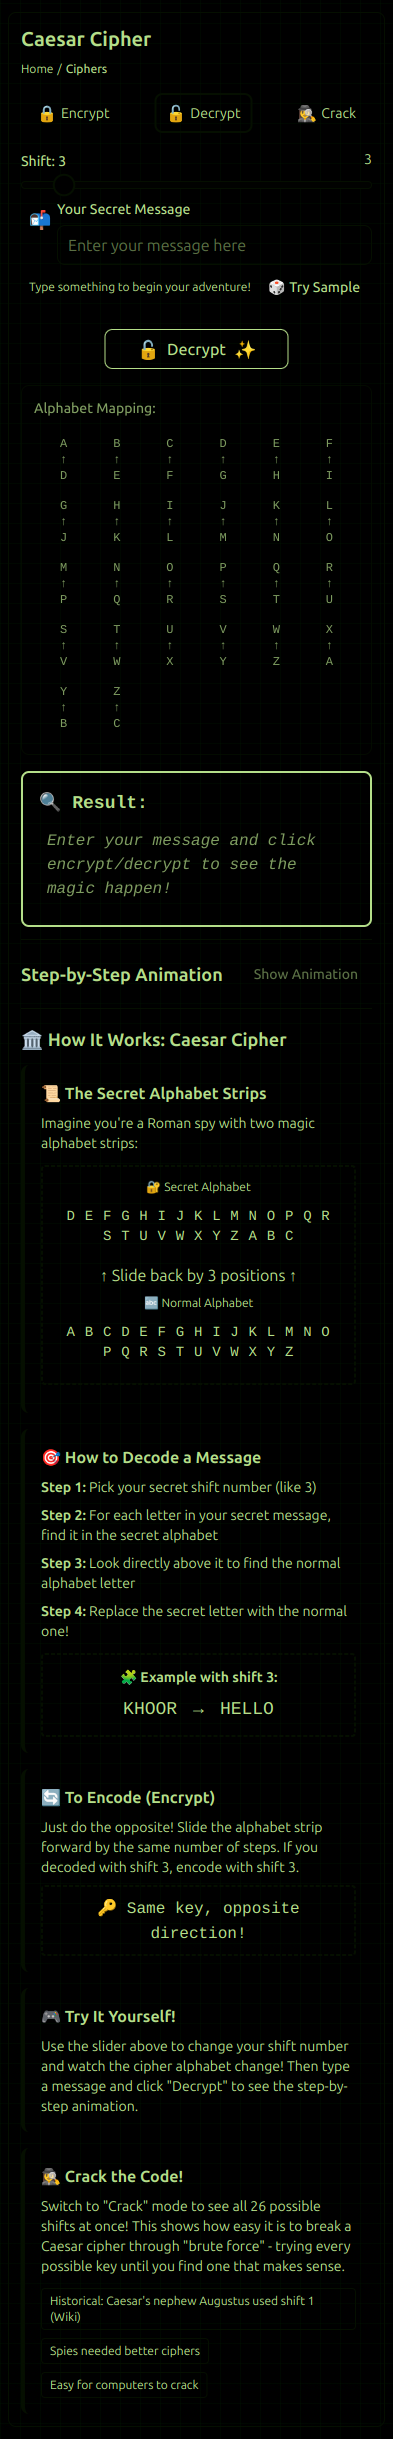 Caesar Cipher
Home / Ciphers
🔒 Encrypt 🔓 Decrypt 🕵️ Crack
Shift: 3 3
📬 Your Secret Message
Enter your message here
Type something to begin your adventure! 🎲 Try Sample
🔓 Decrypt ✨
Alphabet Mapping:
A B C D E F
↑ ↑ ↑ ↑ ↑ ↑
D E F G H I
G H I J K L
↑ ↑ ↑ ↑ ↑ ↑
J K L M N O
M N O P Q R
↑ ↑ ↑ ↑ ↑ ↑
P Q R S T U
S T U V W X
↑ ↑ ↑ ↑ ↑ ↑
V W X Y Z A
Y Z
↑ ↑
B C
🔍 Result:
Enter your message and click
encrypt/decrypt to see the
magic happen!
Step-by-Step Animation Show Animation
🏛️ How It Works: Caesar Cipher
📜 The Secret Alphabet Strips
Imagine you're a Roman spy with two magic
alphabet strips:
🔐 Secret Alphabet
D E F G H I J K L M N O P Q R
S T U V W X Y Z A B C
↑ Slide back by 3 positions ↑
🔤 Normal Alphabet
A B C D E F G H I J K L M N O
P Q R S T U V W X Y Z
🎯 How to Decode a Message
Step 1: Pick your secret shift number (like 3)
Step 2: For each letter in your secret message,
find it in the secret alphabet
Step 3: Look directly above it to find the normal
alphabet letter
Step 4: Replace the secret letter with the normal
one!
🧩 Example with shift 3:
KHOOR → HELLO
🔄 To Encode (Encrypt)
Just do the opposite! Slide the alphabet strip
forward by the same number of steps. If you
decoded with shift 3, encode with shift 3.
🔑 Same key, opposite
direction!
🎮 Try It Yourself!
Use the slider above to change your shift number
and watch the cipher alphabet change! Then type
a message and click "Decrypt" to see the step-by-
step animation.
🕵️ Crack the Code!
Switch to "Crack" mode to see all 26 possible
shifts at once! This shows how easy it is to break a
Caesar cipher through "brute force" - trying every
possible key until you find one that makes sense.
Historical: Caesar's nephew Augustus used shift 1
(Wiki)
Spies needed better ciphers
Easy for computers to crack